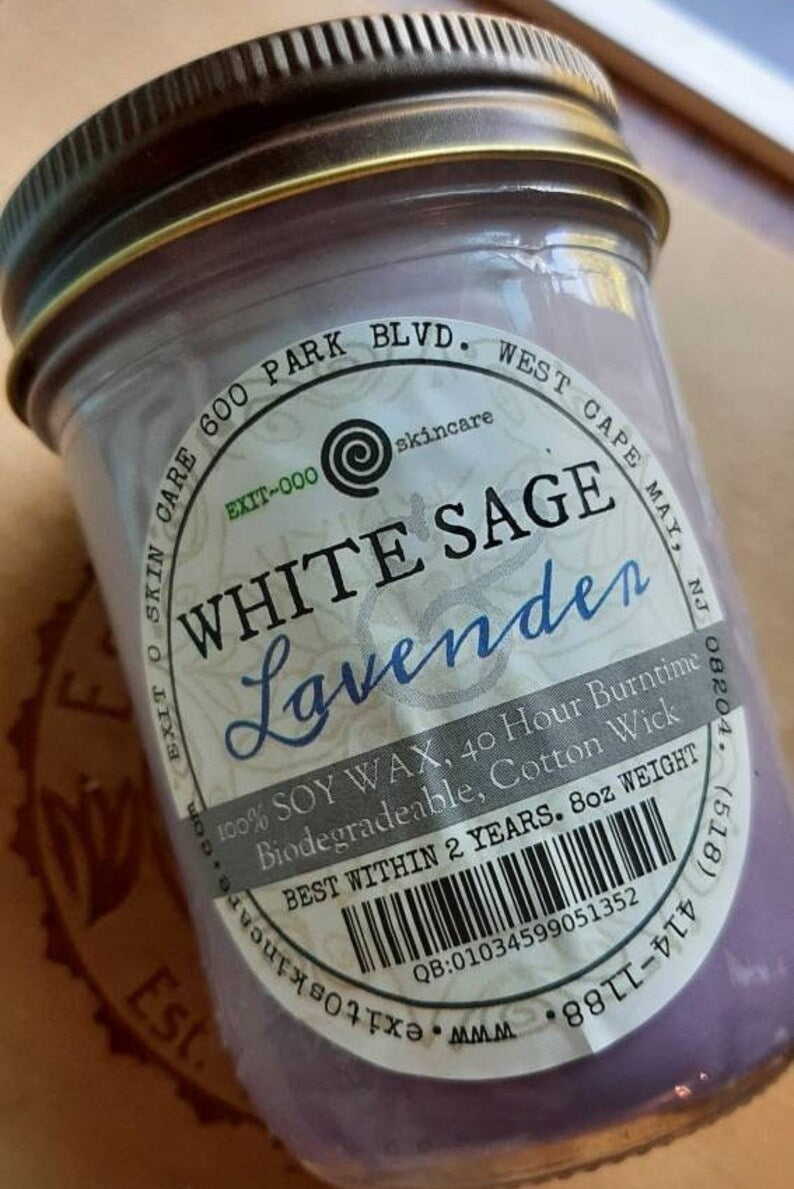 EXIT O SKIN CARE 600 PARK BLVD. WEST CAPE MAY, NJ 08204. (518) 414-1188. www.exit0skincare.com
EXIT~000 skincare
WHITE SAGE
&
Lavender
100% SOY WAX, 40 Hour Burntime
Biodegradeable, Cotton Wick
BEST WITHIN 2 YEARS. 8oz WEIGHT
QB:01034599051352
Est.